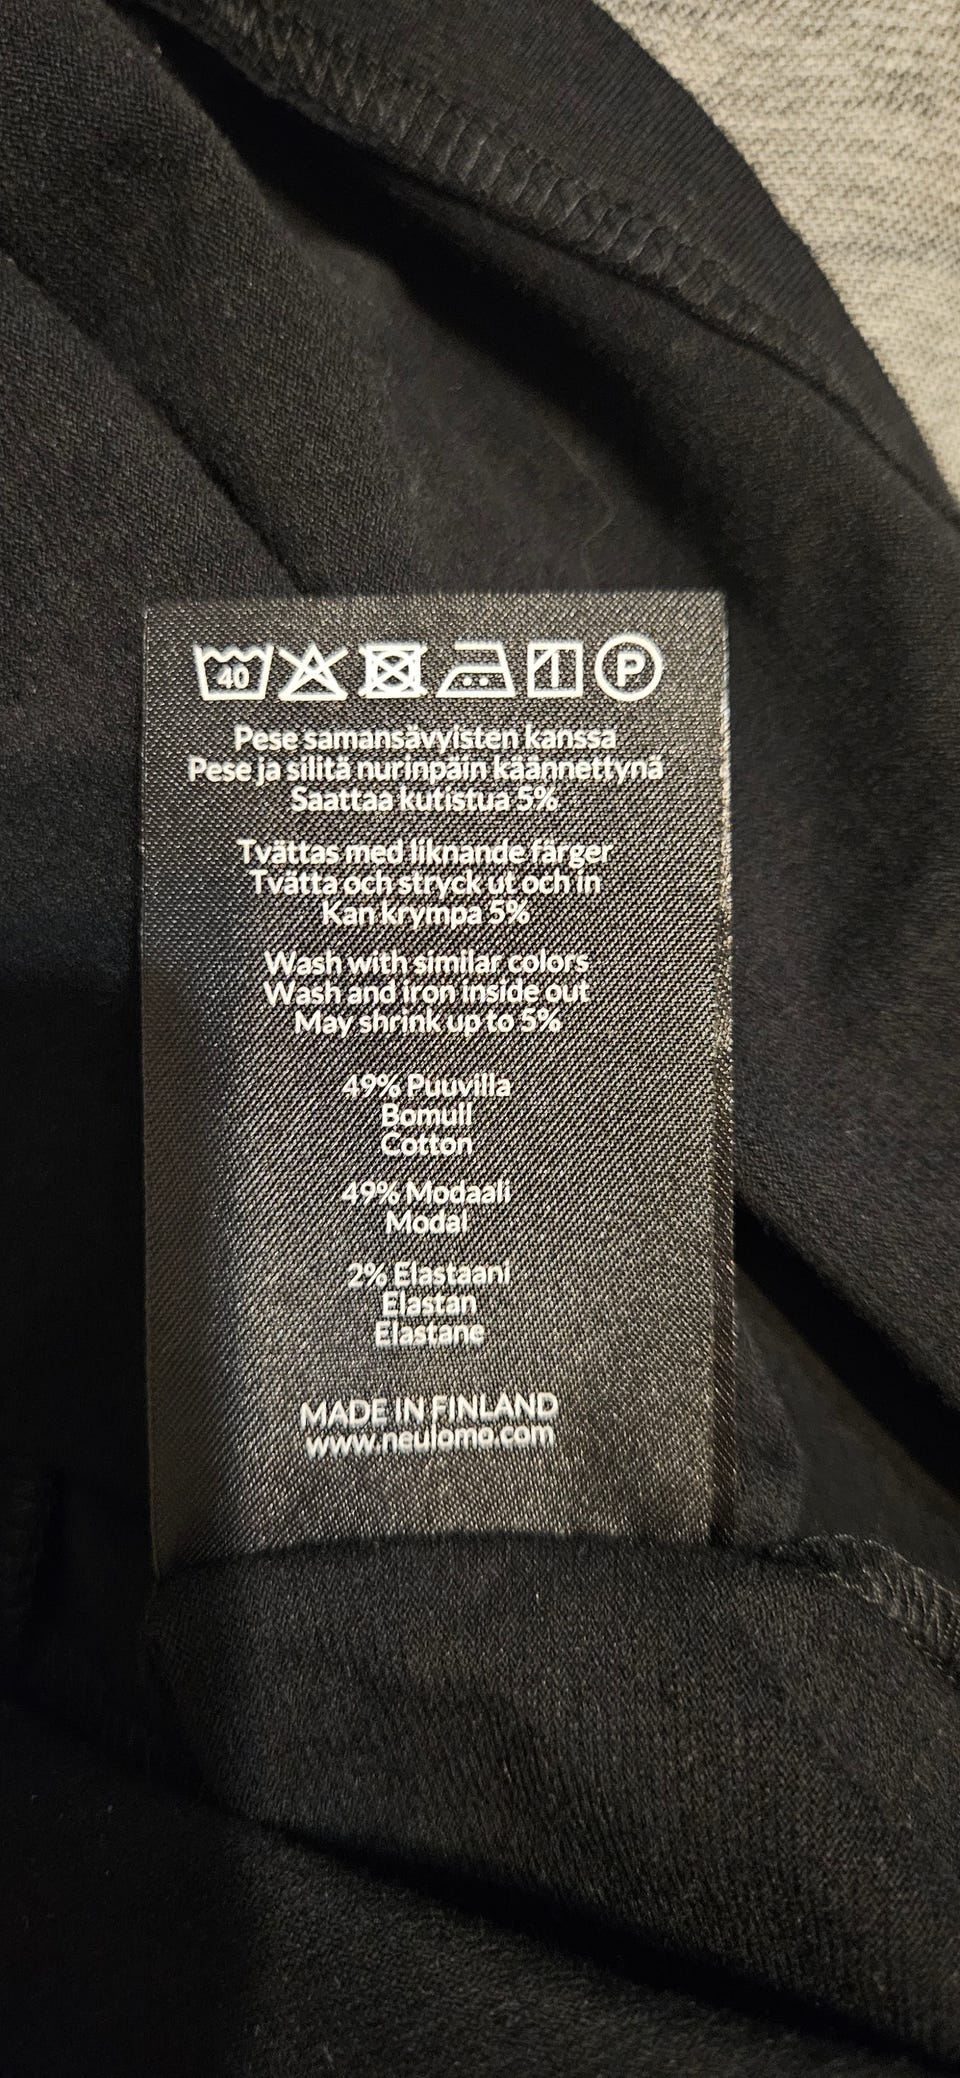 40 P
Pese samansävyisten kanssa
Pese ja silitä nurinpäin käännettynä
Saattaa kutistua 5%
Tvättas med liknande färger
Tvätta och stryck ut och in
Kan krympa 5%
Wash with similar colors
Wash and iron inside out
May shrink up to 5%
49% Puuvilla
Bomull
Cotton
49% Modaali
Modal
2% Elastaani
Elastan
Elastane
MADE IN FINLAND
www.neulomo.com